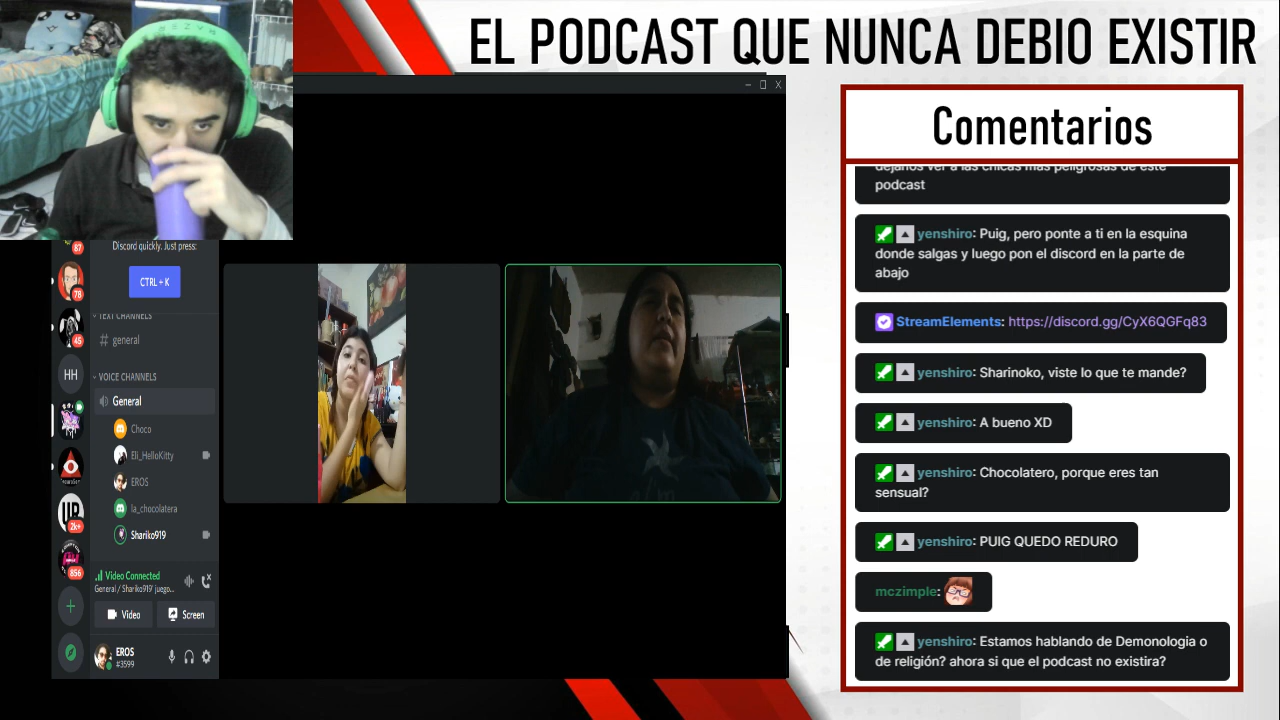 EL PODCAST QUE NUNCA DEBIO EXISTIR
Discord quickly. Just press:
CTRL + K
TEXT CHANNELS
# general
VOICE CHANNELS
General
Choco
Eli_HelloKitty
EROS
la_chocolatera
Shariko919
Video Connected
General / Shariko919' juego...
Video
Screen
EROS
#3599
87
78
45
HH
2k+
856
Comentarios
dejanos ver a las chicas mas peligrosas de este
podcast
yenshiro: Puig, pero ponte a ti en la esquina
donde salgas y luego pon el discord en la parte de
abajo
StreamElements: https://discord.gg/CyX6QGFq83
yenshiro: Sharinoko, viste lo que te mande?
yenshiro: A bueno XD
yenshiro: Chocolatero, porque eres tan
sensual?
yenshiro: PUIG QUEDO REDURO
mczimple:
yenshiro: Estamos hablando de Demonologia o
de religión? ahora si que el podcast no existira?